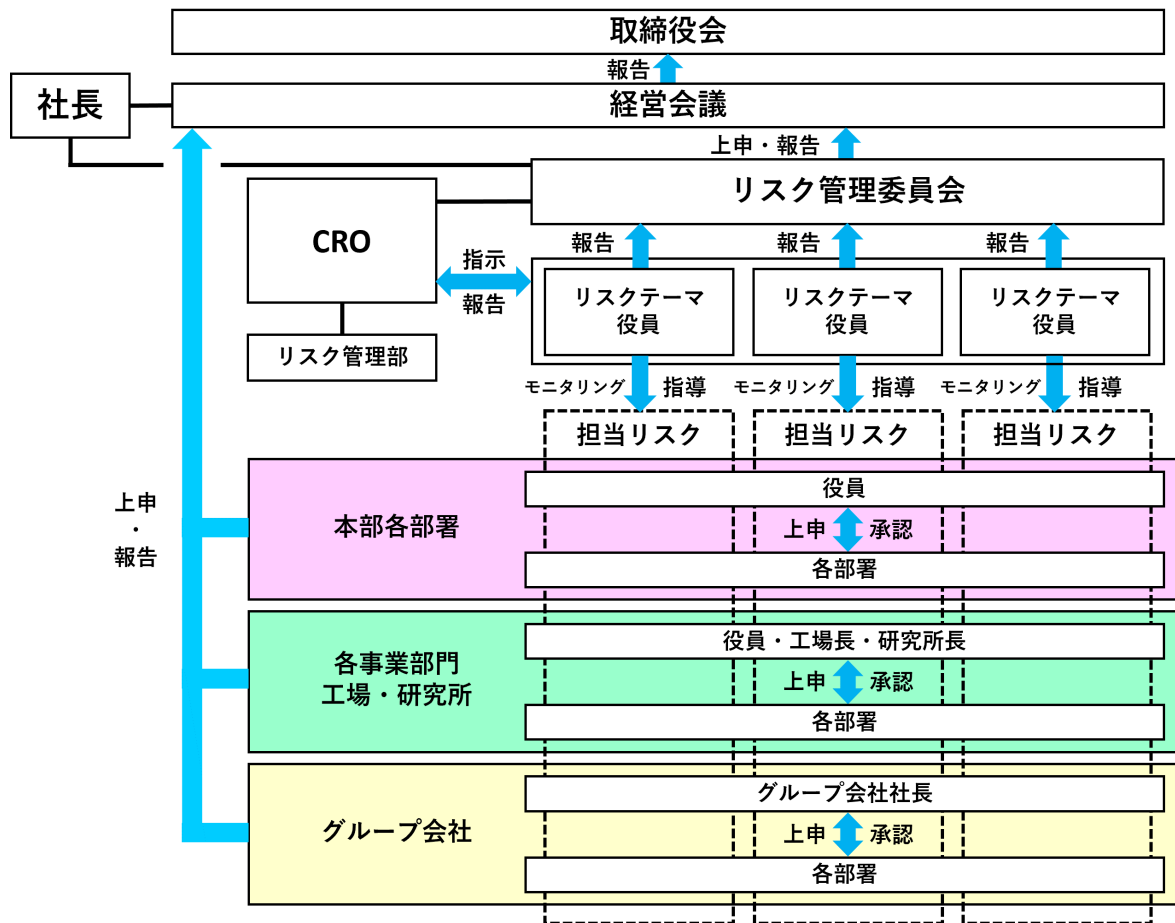 取締役会
報告
社長
経営会議
上申・報告
リスク管理委員会
CRO
報告
報告
報告
指示
報告
リスクテーマ
役員
リスクテーマ
役員
リスクテーマ
役員
リスク管理部
モニタリング
指導
モニタリング
指導
モニタリング
指導
担当リスク
担当リスク
担当リスク
上申
・
報告
本部各部署
役員
上申
承認
各部署
各事業部門
工場・研究所
役員・工場長・研究所長
上申
承認
各部署
グループ会社
グループ会社社長
上申
承認
各部署